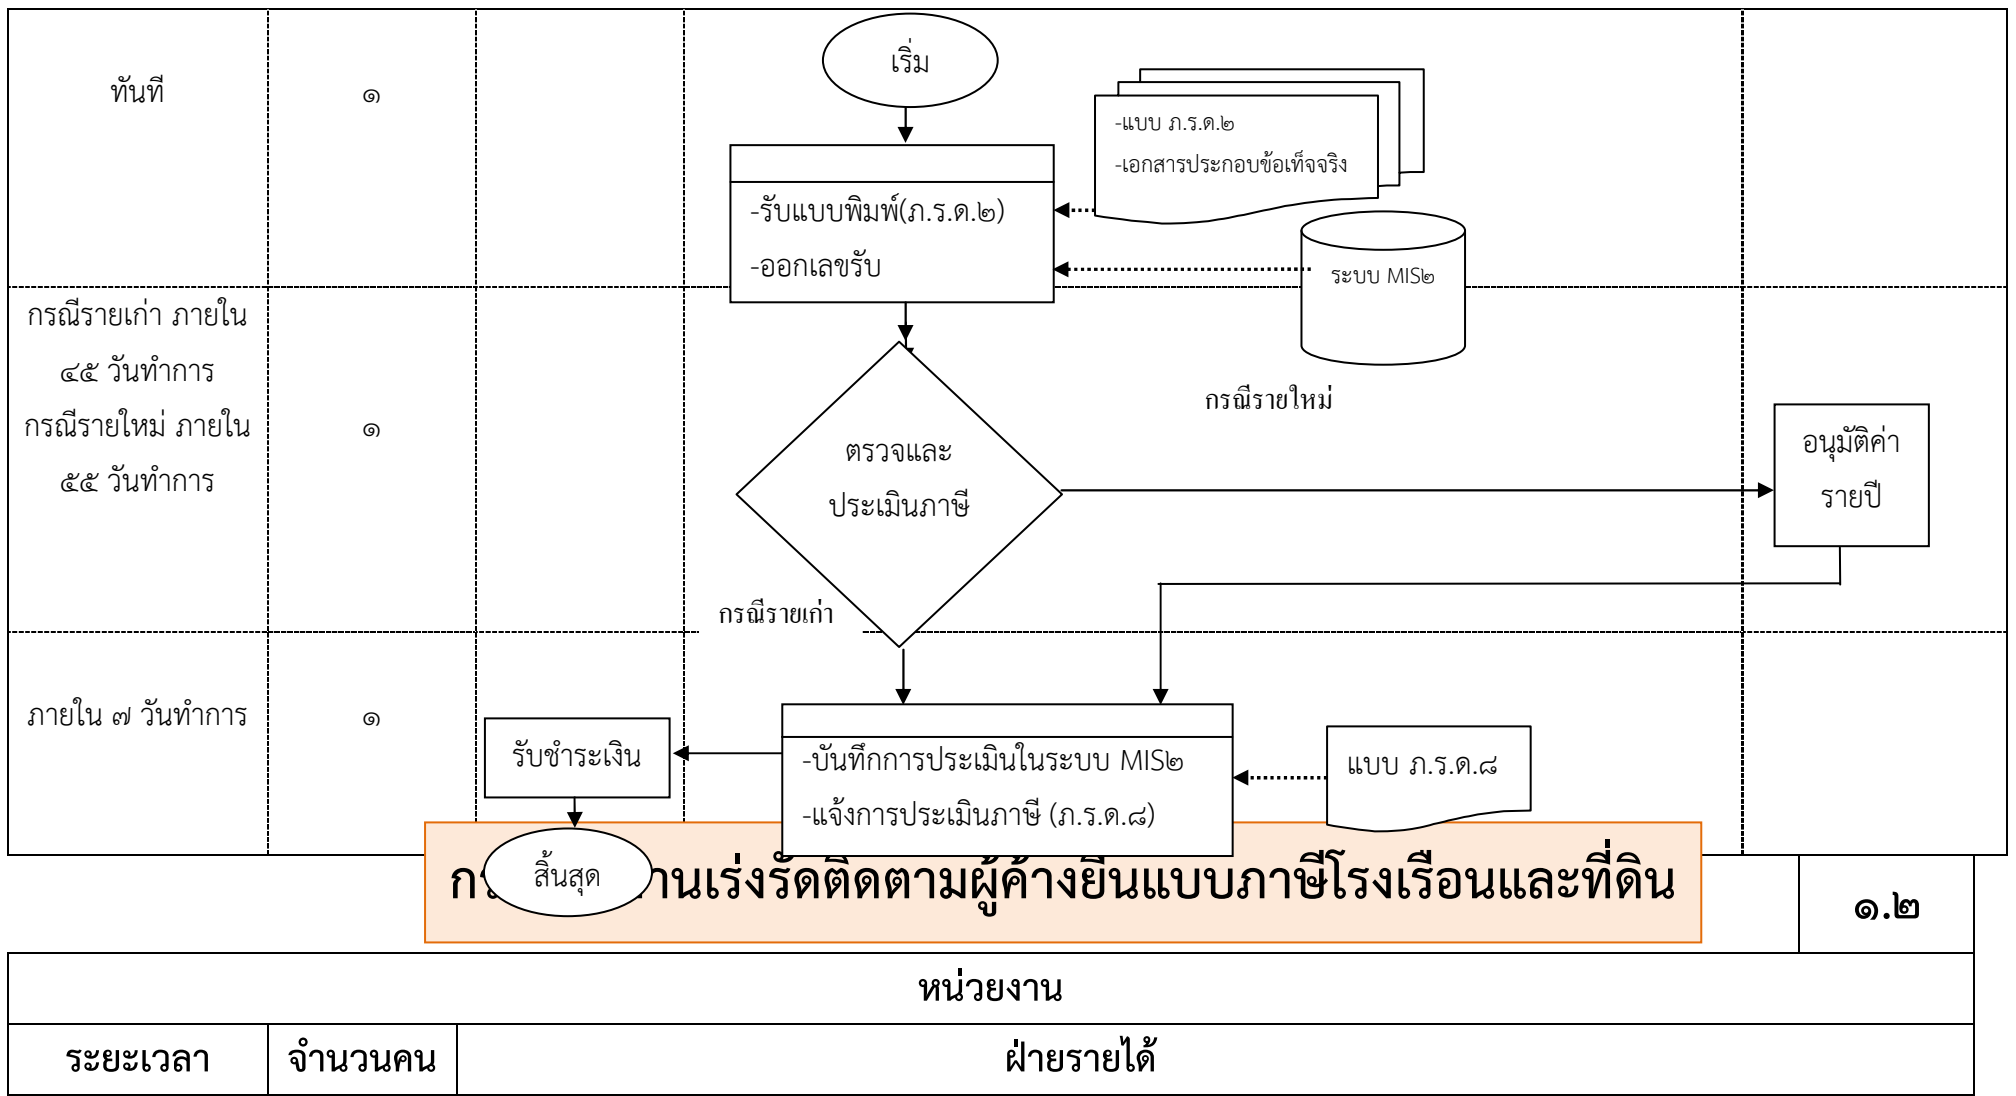 เริ่ม
ทันที
๑
-แบบ ภ.ร.ด.๒
-เอกสารประกอบข้อเท็จจริง
-รับแบบพิมพ์(ภ.ร.ด.๒)
-ออกเลขรับ
ระบบ MIS๒
กรณีรายเก่า ภายใน
๔๕ วันทำการ
กรณีรายใหม่ ภายใน
๕๕ วันทำการ
๑
กรณีรายใหม่
ตรวจและ
ประเมินภาษี
อนุมัติค่า
รายปี
กรณีรายเก่า
ภายใน ๗ วันทำการ
๑
รับชำระเงิน
-บันทึกการประเมินในระบบ MIS๒
-แจ้งการประเมินภาษี (ภ.ร.ด.๘)
แบบ ภ.ร.ด.๘
สิ้นสุด
านเร่งรัดติดตามผู้ค้างยื่นแบบภาษีโรงเรือนและที่ดิน
๑.๒
หน่วยงาน
ระยะเวลา จำนวนคน ฝ่ายรายได้